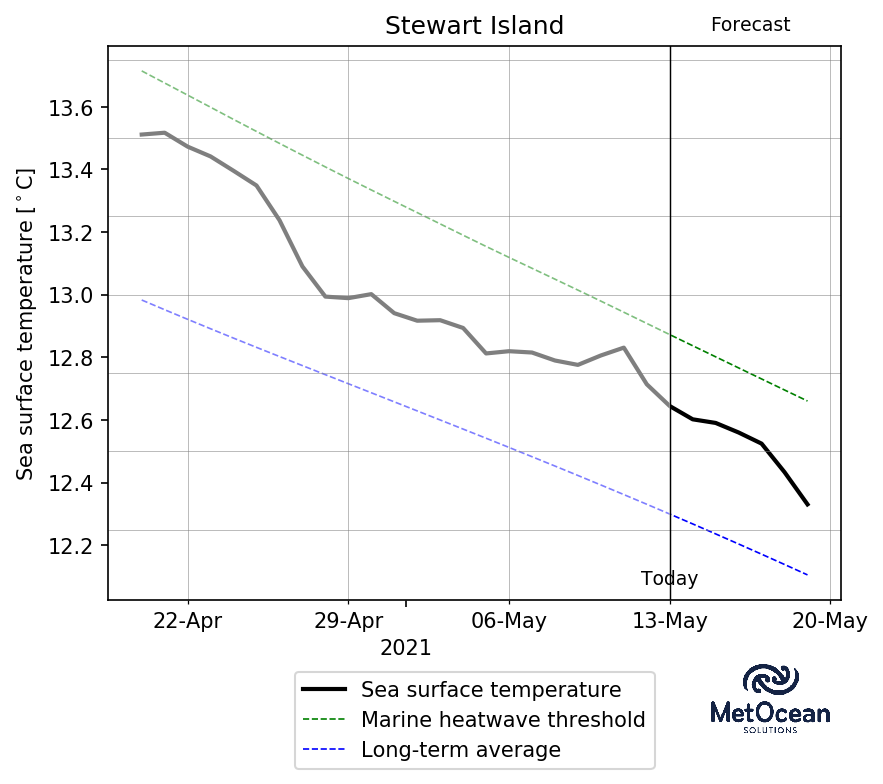 Stewart Island
Forecast
Sea surface temperature [°C]
13.6
13.4
13.2
13.0
12.8
12.6
12.4
12.2
Today
22-Apr
29-Apr
06-May
13-May
20-May
2021
Sea surface temperature
Marine heatwave threshold
Long-term average
MetOcean
SOLUTIONS